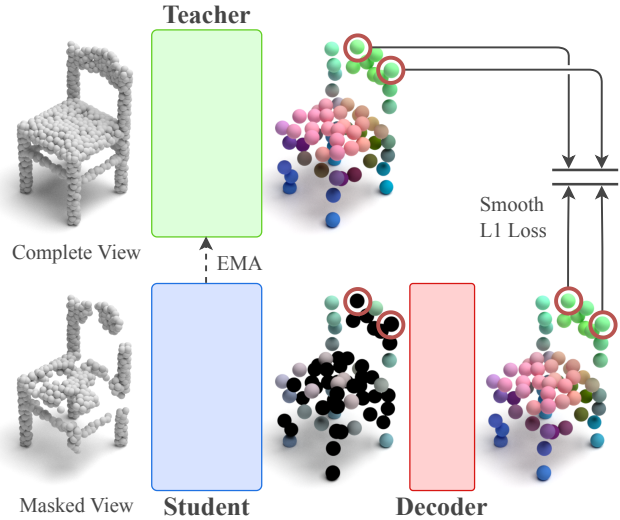 Teacher
Complete View
EMA
Smooth
L1 Loss
Masked View
Student
Decoder